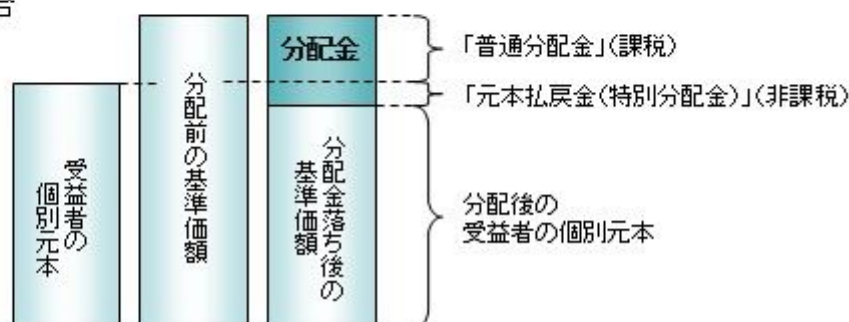 合
分配金
「普通分配金」(課税)
「元本払戻金(特別分配金)」(非課税)
受益者の
個別元本
分配前の基準価額
分配金落ち後の
基準価額
分配後の
受益者の個別元本